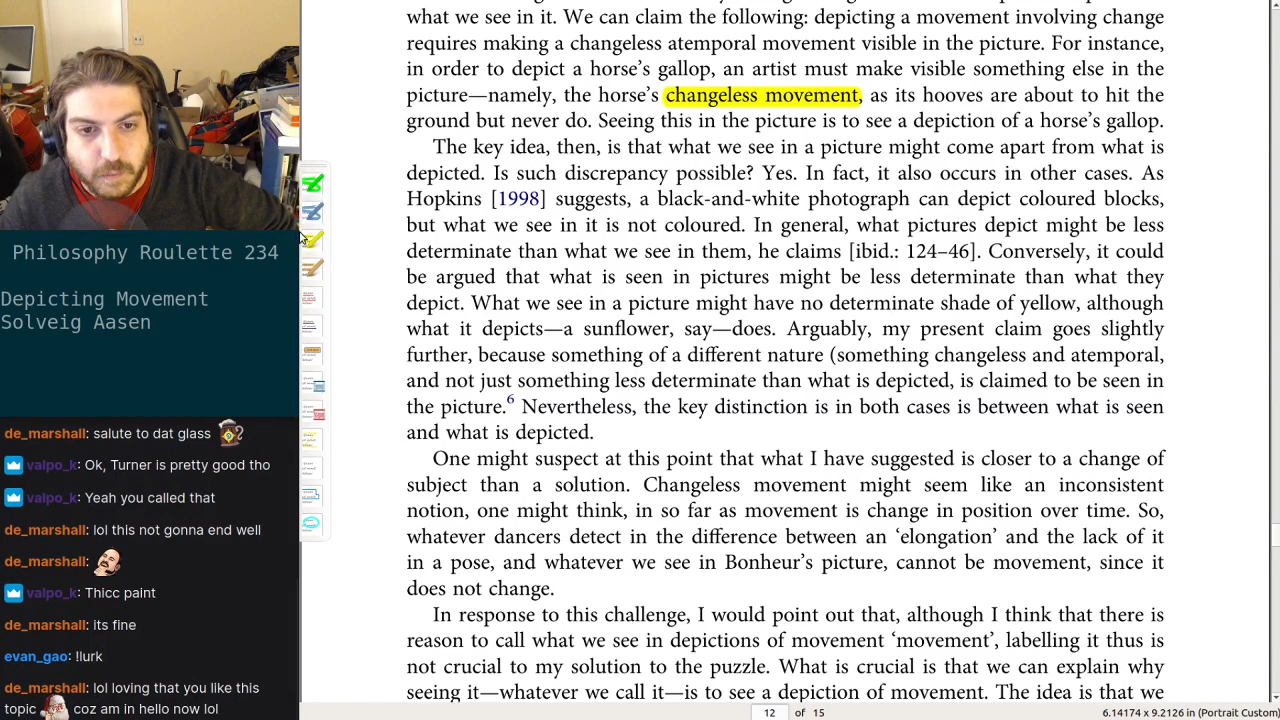 Philosophy Roulette 234
Depicting Movement
Solveig Aasen
de_marshall: salute to dat glass
valpo_k: Ok, Turner is pretty good tho
valpo_k: Yeah you called that
de_marshall: lol this not gonna end well
de_marshall:
valpo_k: Thicc paint
de_marshall: its fine
evan_gao: !lurk
de_marshall: lol loving that you like this
topic coz am in hello now lol
what we see in it. We can claim the following: depicting a movement involving change
requires making a changeless atemporal movement visible in the picture. For instance,
in order to depict a horse's gallop, an artist must make visible something else in the
picture—namely, the horse's changeless movement, as its hooves are about to hit the
ground but never do. Seeing this in the picture is to see a depiction of a horse's gallop.
The key idea, then, is that what we see in a picture might come apart from what is
depicted. Is such discrepancy possible? Yes. In fact, it also occurs in other cases. As
Hopkins [1998] suggests, a black-and-white photograph can depict coloured blocks,
but what we see in it is not coloured. In general, what pictures depict might be less
determinate than what we see in them, he claims [ibid.: 124–46]. Conversely, it could
be argued that what is seen in pictures might be less determinate than what they
depict. What we see in a picture might have no determinate shade of yellow, although
what it depicts—a sunflower, say—does. Arguably, my present claim goes slightly
further, because something of a different nature, something changeless and atemporal,
and not just something less determinate than what is depicted, is claimed to be seen in
the picture.6 Nevertheless, the key distinction in both cases is between what we see
and what is depicted.
One might suspect at this point that what I have suggested is closer to a change of
subject than a solution. Changeless movement might seem like an inconsistent
notion, one might think, in so far as movement is change in position over time. So,
whatever dancers detect in the difference between an 'elongation' and the lack of it
in a pose, and whatever we see in Bonheur's picture, cannot be movement, since it
does not change.
In response to this challenge, I would point out that, although I think that there is
reason to call what we see in depictions of movement 'movement', labelling it thus is
not crucial to my solution to the puzzle. What is crucial is that we can explain why
seeing it—whatever we call it—is to see a depiction of movement. The idea is that we
12 of 15
6.14174 x 9.2126 in (Portrait Custom)